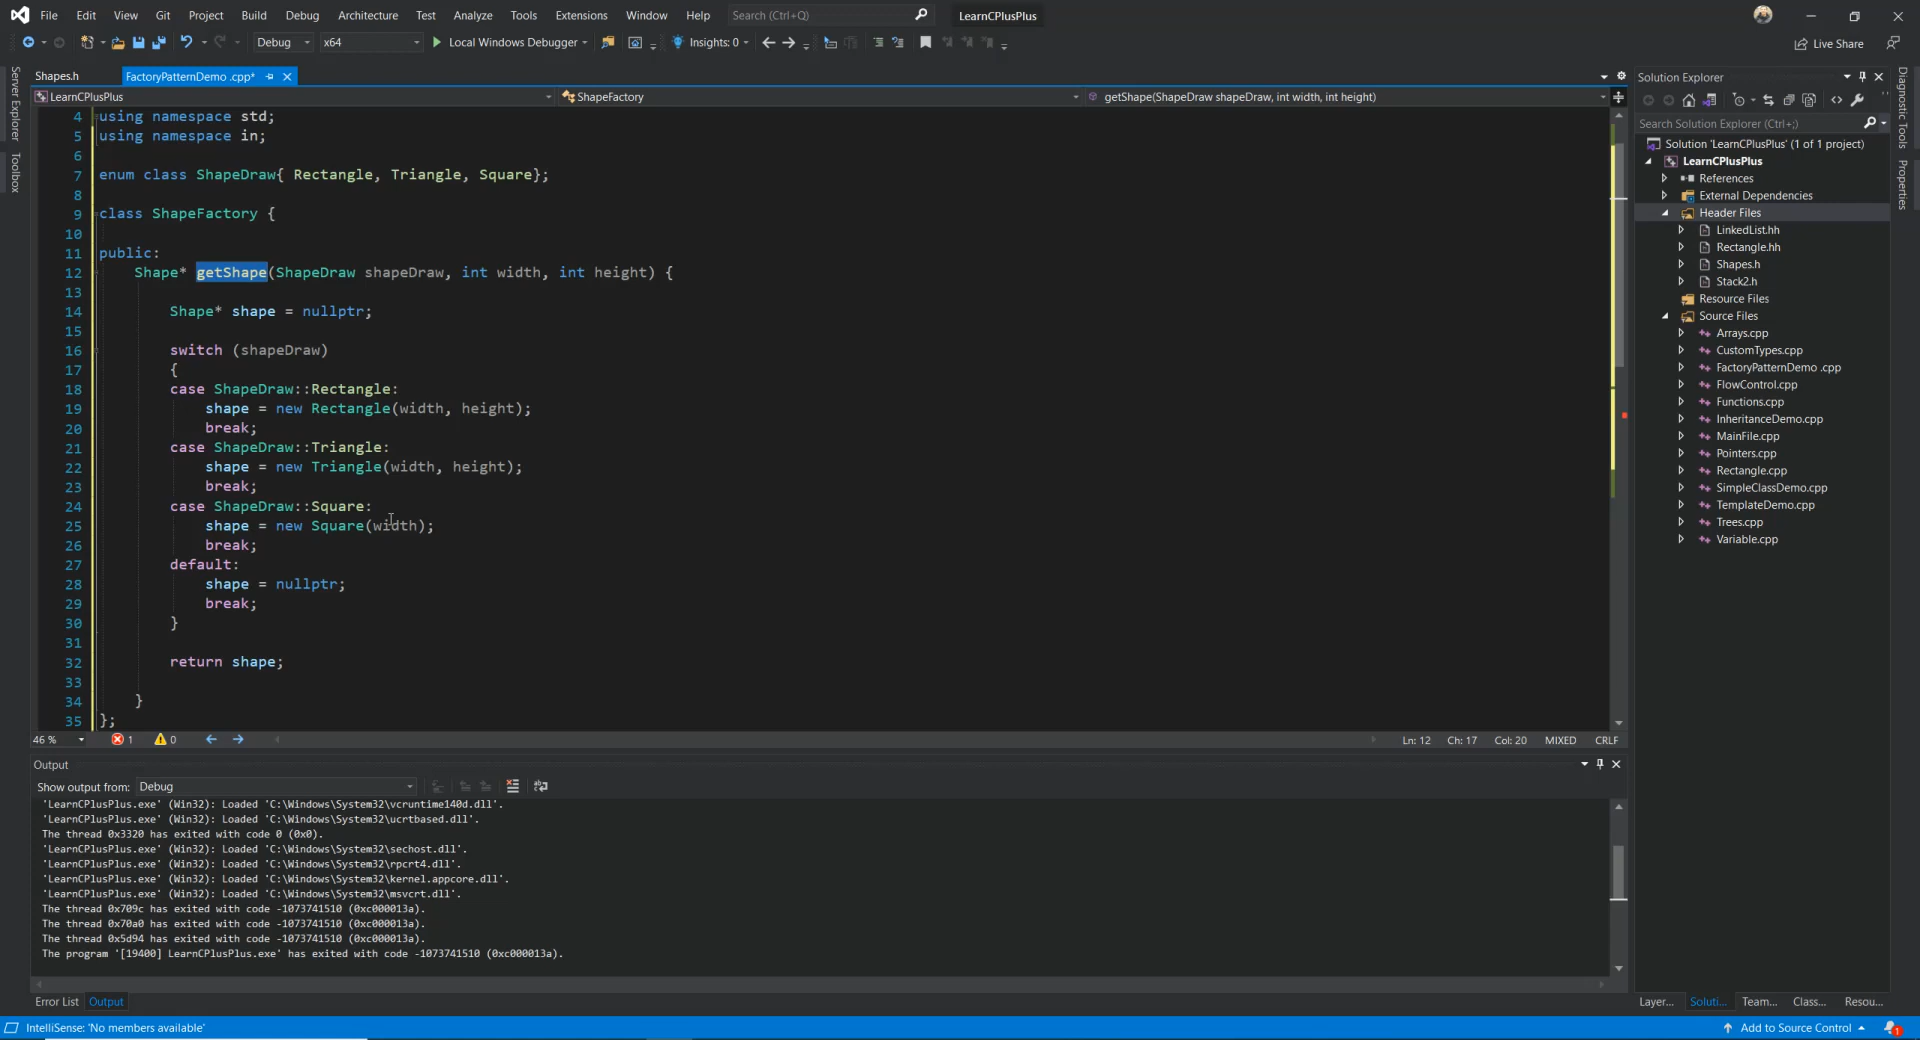 File Edit View Git Project Build Debug Architecture Test Analyze Tools Extensions Window Help Search (Ctrl+Q) LearnCPlusPlus
Debug x64 Local Windows Debugger Insights: 0 Live Share
Shapes.h FactoryPatternDemo .cpp*
LearnCPlusPlus ShapeFactory getShape(ShapeDraw shapeDraw, int width, int height)
4 using namespace std;
5 using namespace in;
6
7 enum class ShapeDraw{ Rectangle, Triangle, Square};
8
9 class ShapeFactory {
10
11 public:
12 Shape* getShape(ShapeDraw shapeDraw, int width, int height) {
13
14 Shape* shape = nullptr;
15
16 switch (shapeDraw)
17 {
18 case ShapeDraw::Rectangle:
19 shape = new Rectangle(width, height);
20 break;
21 case ShapeDraw::Triangle:
22 shape = new Triangle(width, height);
23 break;
24 case ShapeDraw::Square:
25 shape = new Square(width);
26 break;
27 default:
28 shape = nullptr;
29 break;
30 }
31
32 return shape;
33
34 }
35 };
46 % 1 0 Ln: 12 Ch: 17 Col: 20 MIXED CRLF
Output
Show output from: Debug
'LearnCPlusPlus.exe' (Win32): Loaded 'C:\Windows\System32\vcruntime140d.dll'.
'LearnCPlusPlus.exe' (Win32): Loaded 'C:\Windows\System32\ucrtbased.dll'.
The thread 0x3320 has exited with code 0 (0x0).
'LearnCPlusPlus.exe' (Win32): Loaded 'C:\Windows\System32\sechost.dll'.
'LearnCPlusPlus.exe' (Win32): Loaded 'C:\Windows\System32\rpcrt4.dll'.
'LearnCPlusPlus.exe' (Win32): Loaded 'C:\Windows\System32\kernel.appcore.dll'.
'LearnCPlusPlus.exe' (Win32): Loaded 'C:\Windows\System32\msvcrt.dll'.
The thread 0x709c has exited with code -1073741510 (0xc000013a).
The thread 0x70a0 has exited with code -1073741510 (0xc000013a).
The thread 0x5d94 has exited with code -1073741510 (0xc000013a).
The program '[19400] LearnCPlusPlus.exe' has exited with code -1073741510 (0xc000013a).
Error List Output
IntelliSense: 'No members available' Add to Source Control 1
Server Explorer
Toolbox
Solution Explorer
Search Solution Explorer (Ctrl+;)
Solution 'LearnCPlusPlus' (1 of 1 project)
LearnCPlusPlus
References
External Dependencies
Header Files
LinkedList.hh
Rectangle.hh
Shapes.h
Stack2.h
Resource Files
Source Files
Arrays.cpp
CustomTypes.cpp
FactoryPatternDemo .cpp
FlowControl.cpp
Functions.cpp
InheritanceDemo.cpp
MainFile.cpp
Pointers.cpp
Rectangle.cpp
SimpleClassDemo.cpp
TemplateDemo.cpp
Trees.cpp
Variable.cpp
Layer... Soluti... Team... Class... Resou...
Diagnostic Tools
Properties